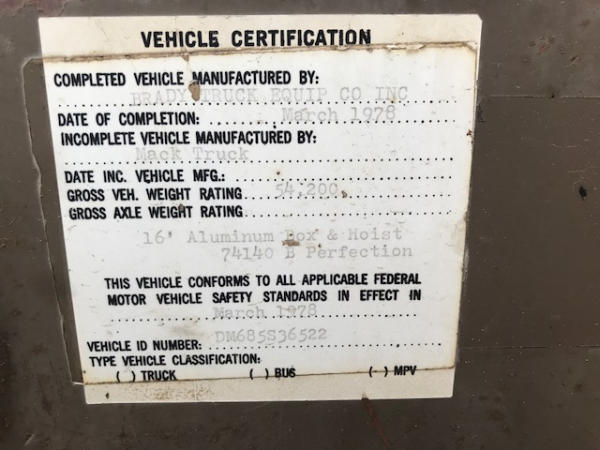 VEHICLE CERTIFICATION
COMPLETED VEHICLE MANUFACTURED BY:
BRADY TRUCK EQUIP CO INC
DATE OF COMPLETION: March 1978
INCOMPLETE VEHICLE MANUFACTURED BY:
Mack Truck
DATE INC. VEHICLE MFG.:
GROSS VEH. WEIGHT RATING 54,200
GROSS AXLE WEIGHT RATING
16' Aluminum Box & Hoist
74140 B Perfection
THIS VEHICLE CONFORMS TO ALL APPLICABLE FEDERAL
MOTOR VEHICLE SAFETY STANDARDS IN EFFECT IN
March 1978
VEHICLE ID NUMBER: DM685S36522
TYPE VEHICLE CLASSIFICATION:
( ) TRUCK ( ) BUS (-) MPV